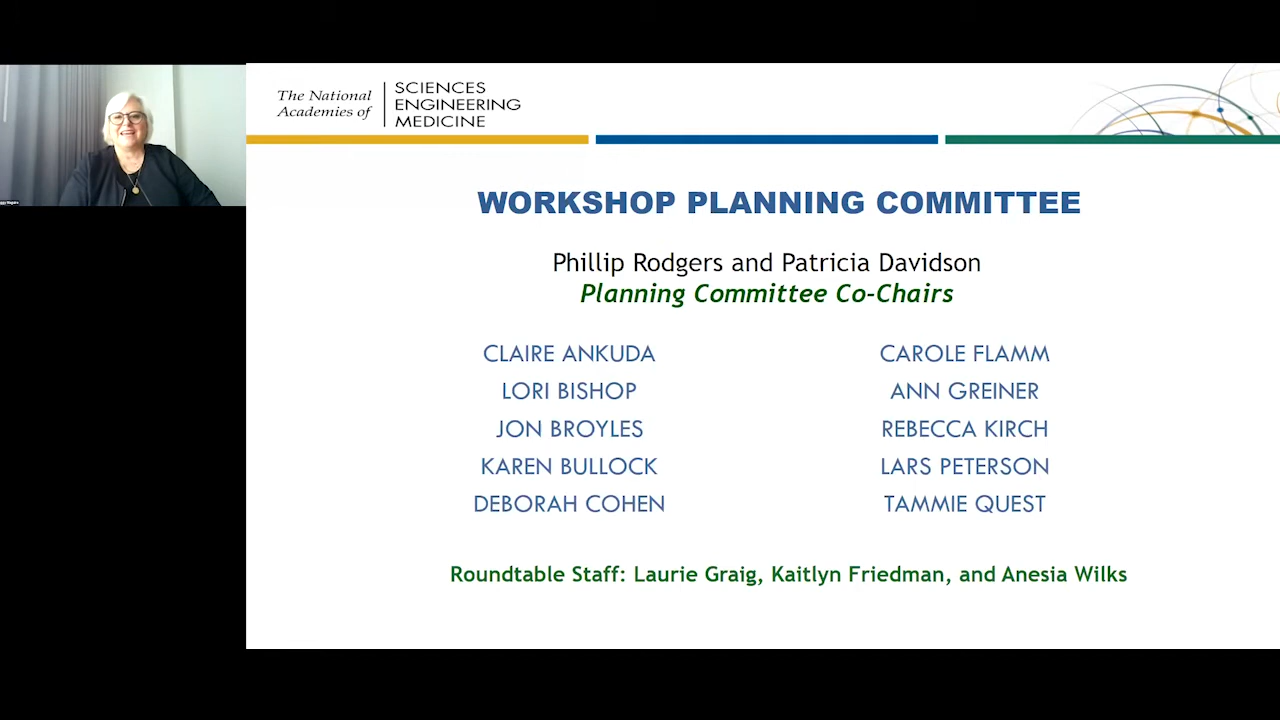 The National
Academies of
SCIENCES
ENGINEERING
MEDICINE
WORKSHOP PLANNING COMMITTEE
Phillip Rodgers and Patricia Davidson
Planning Committee Co-Chairs
CLAIRE ANKUDA
LORI BISHOP
JON BROYLES
KAREN BULLOCK
DEBORAH COHEN
CAROLE FLAMM
ANN GREINER
REBECCA KIRCH
LARS PETERSON
TAMMIE QUEST
Roundtable Staff: Laurie Graig, Kaitlyn Friedman, and Anesia Wilks